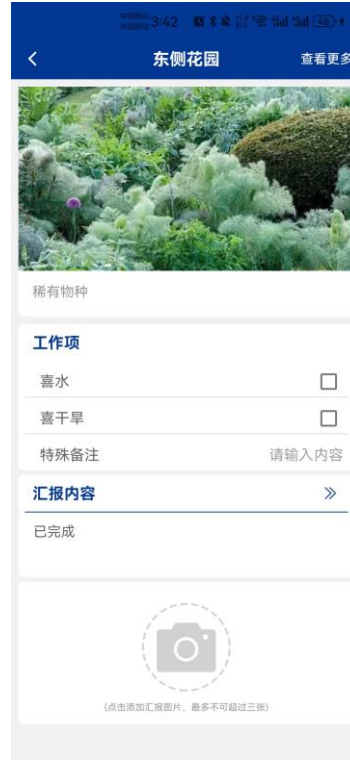 3:42
46
东侧花园
查看更多
稀有物种
工作项
喜水
喜干旱
特殊备注
请输入内容
汇报内容
已完成
(点击添加汇报图片，最多不可超过三张)